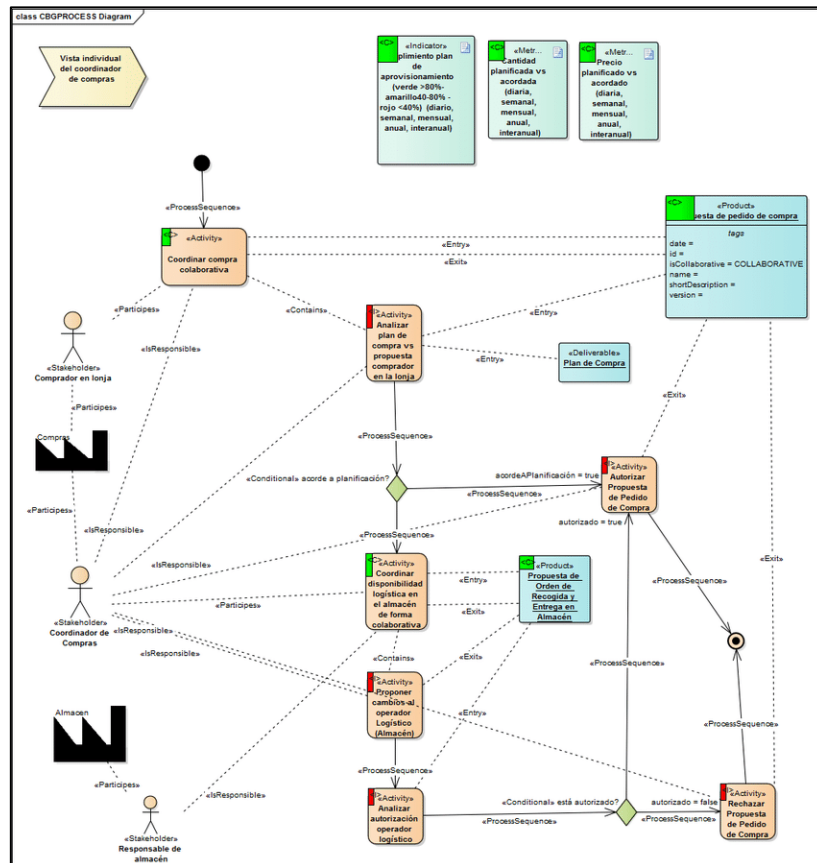 class CBGPROCESS Diagram
Vista individual
del coordinador
de compras
«C»
«Indicator»
plimiento plan
de
aprovisionamiento
(verde >80%-
amarillo40-80% -
rojo <40%) (diario,
semanal, mensual,
anual, interanual)
«C»
«Metr...
Cantidad
planificada vs
acordada
(diaria,
semanal,
mensual,
anual,
interanual)
«C»
«Metr...
Precio
planificado vs
acordado
(diaria,
semanal,
mensual,
anual,
interanual)
«ProcessSequence»
«C»
«Activity»
Coordinar compra
colaborativa
«Entry»
«Exit»
«C»
«Product»
uesta de pedido de compra
tags
date =
id =
isCollaborative = COLLABORATIVE
name =
shortDescription =
version =
«Participes»
«Contains»
«IsResponsible»
«Entry»
«Stakeholder»
Comprador en lonja
«Activity»
Analizar
plan de
compra vs
propuesta
comprador
en la lonja
«Entry»
«Deliverable»
Plan de Compra
«Participes»
Compras
«Exit»
«ProcessSequence»
«Conditional» acorde a planificación?
acordeAPlanificación = true
«ProcessSequence»
«Activity»
Autorizar
Propuesta
de Pedido
de Compra
«Participes»
autorizado = true
«ProcessSequence»
«IsResponsible»
«IsResponsible»
«Exit»
«Stakeholder»
Coordinador de
Compras
«Activity»
Coordinar
disponibilidad
logística en
el almacén
de forma
colaborativa
«Entry»
«Exit»
«C»
«Product»
Propuesta de
Orden de
Recogida y
Entrega en
Almacén
«ProcessSequence»
«Participes»
«IsResponsible»
«IsResponsible»
«Contains»
«Exit»
«ProcessSequence»
«Activity»
Proponer
cambios al
operador
Logístico
(Almacén)
«Entry»
Almacen
«ProcessSequence»
«ProcessSequence»
«Participes»
«IsResponsible»
«Stakeholder»
Responsable de
almacén
«Activity»
Analizar
autorización
operador
logístico
«Conditional» está autorizado?
«ProcessSequence»
autorizado = false
«ProcessSequence»
«Activity»
Rechazar
Propuesta
de Pedido
de Compra